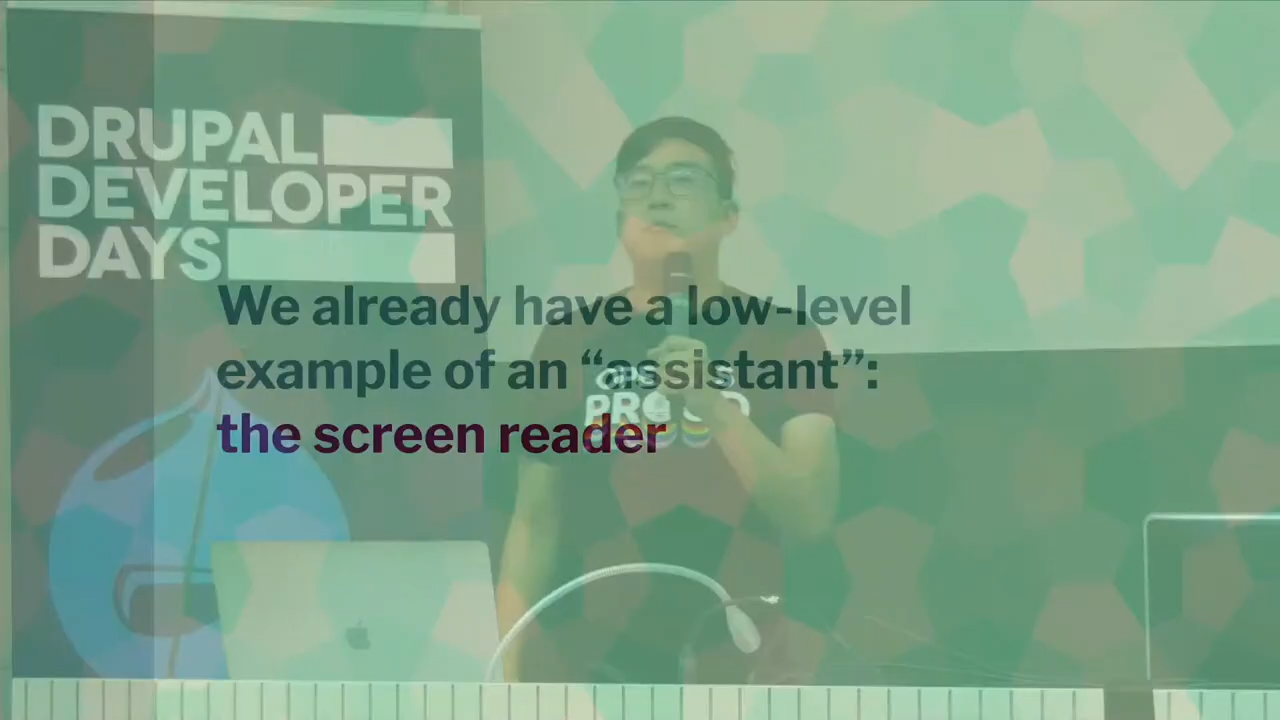 DRUPAL
DEVELOPER
DAYS
We already have a low-level
example of an “assistant”:
the screen reader